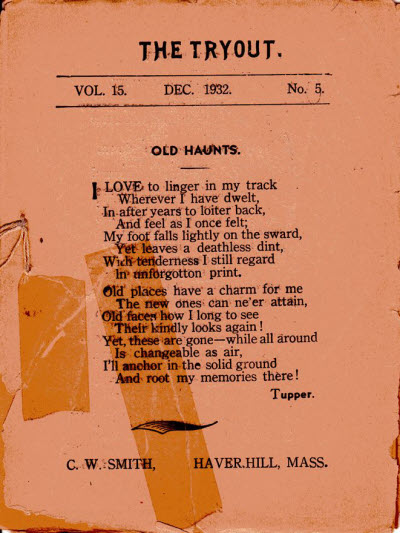 THE TRYOUT.
VOL. 15. DEC. 1932. No. 5.
OLD HAUNTS.
I LOVE to linger in my track
Wherever I have dwelt,
In after years to loiter back,
And feel as I once felt;
My foot falls lightly on the sward,
Yet leaves a deathless dint,
With tenderness I still regard
In unforgotton print.
Old places have a charm for me
The new ones can ne'er attain,
Old faces how I long to see
Their kindly looks again!
Yet, these are gone—while all around
Is changeable as air,
I'll anchor in the solid ground
And root my memories there!
Tupper.
C. W. SMITH, HAVER.HILL, MASS.